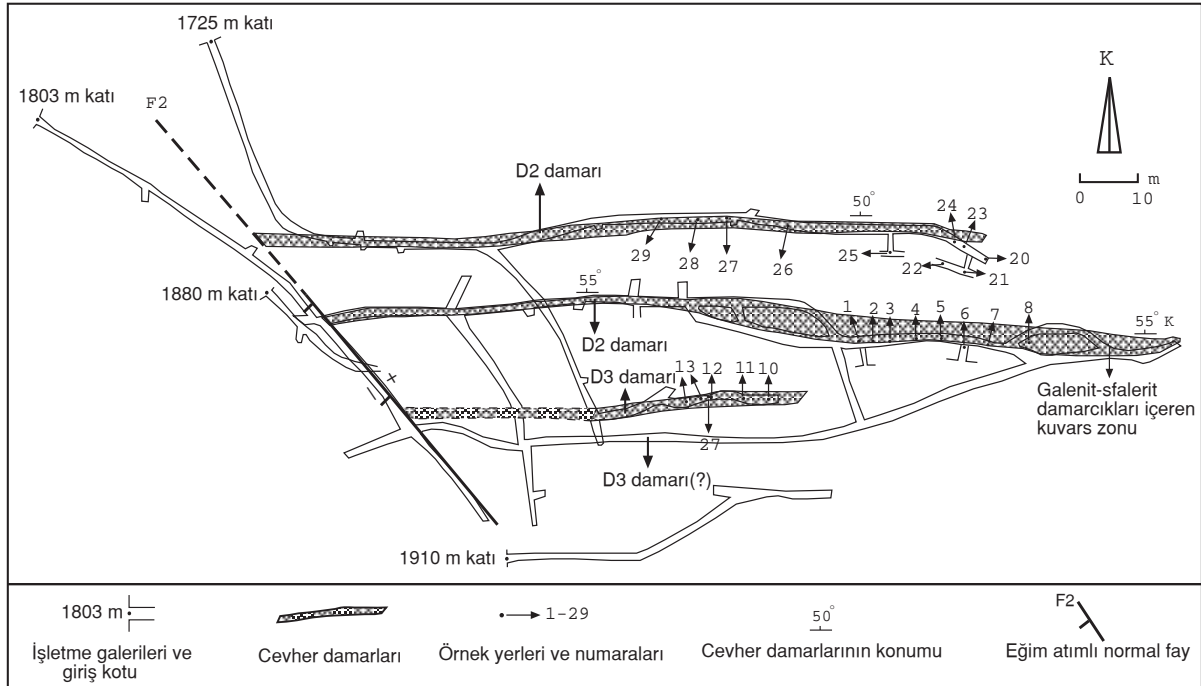 1725 m katı
1803 m katı
F2
K
m
0 10
D2 damarı
50°
24
23
29
28
27
26
25
22
20
21
1880 m katı
55°
1
2
3
4
5
6
7
8
55° K
D2 damarı
D3 damarı
13
12
11
10
27
Galenit-sfalerit
damarcıkları içeren
kuvars zonu
D3 damarı(?)
1910 m katı
1803 m
1-29
50°
F2
İşletme galerileri ve
giriş kotu
Cevher damarları
Örnek yerleri ve numaraları
Cevher damarlarının konumu
Eğim atımlı normal fay